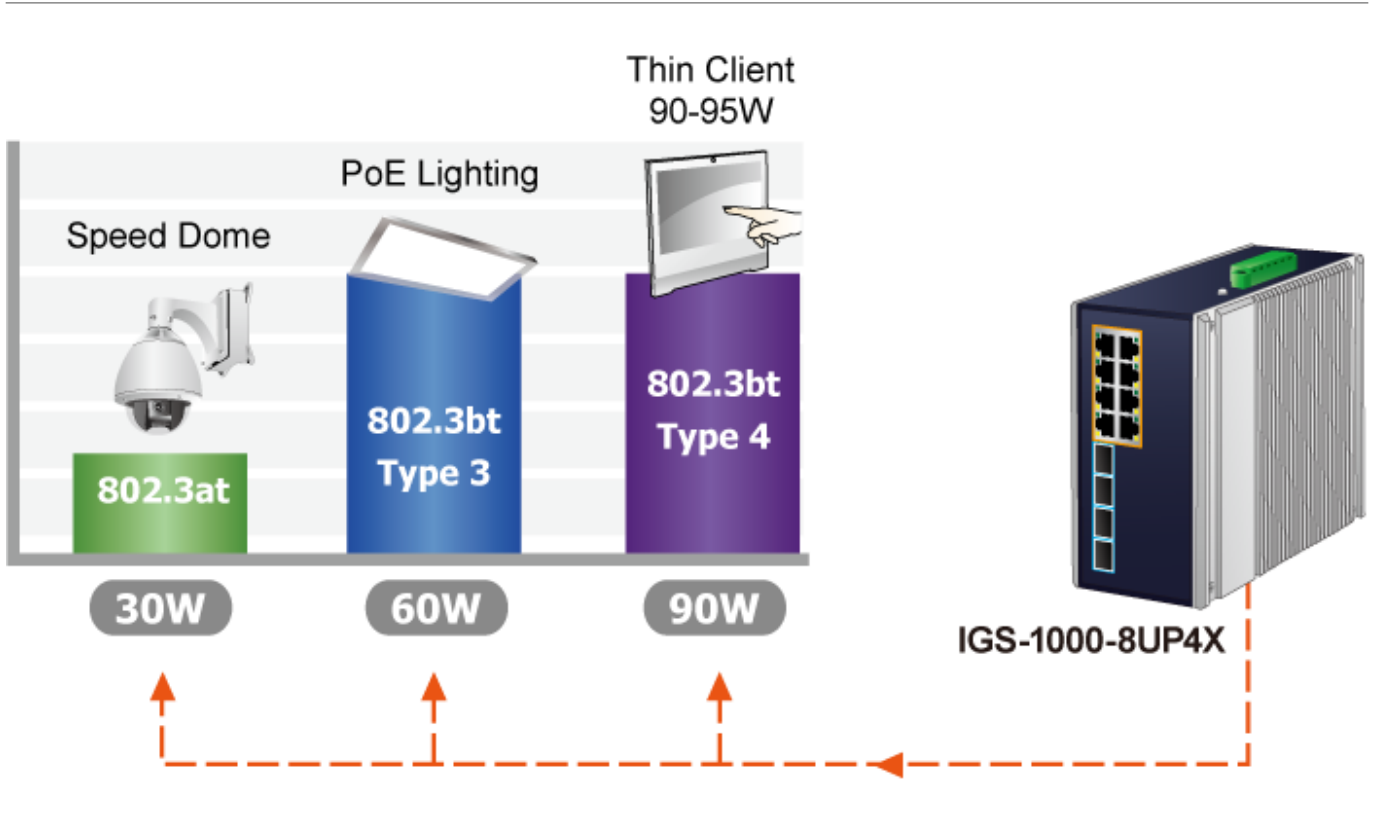 Thin Client
90-95W
PoE Lighting
Speed Dome
802.3at
802.3bt
Type 3
802.3bt
Type 4
30W
60W
90W
IGS-1000-8UP4X